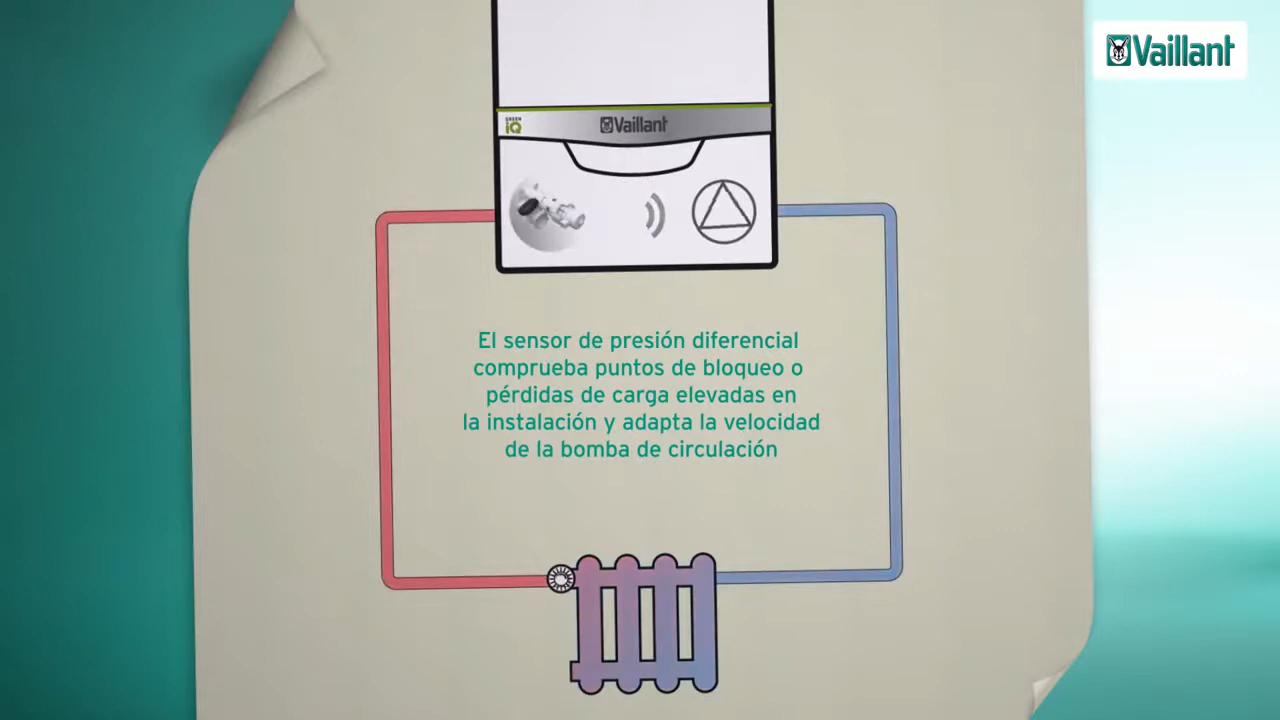 Vaillant
GREEN
iQ
Vaillant
El sensor de presión diferencial
comprueba puntos de bloqueo o
pérdidas de carga elevadas en
la instalación y adapta la velocidad
de la bomba de circulación